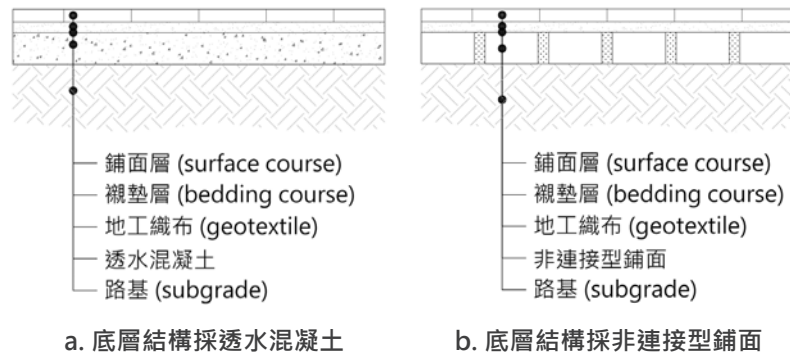 鋪面層 (surface course)
襯墊層 (bedding course)
地工織布 (geotextile)
透水混凝土
路基 (subgrade)
a. 底層結構採透水混凝土
鋪面層 (surface course)
襯墊層 (bedding course)
地工織布 (geotextile)
非連接型鋪面
路基 (subgrade)
b. 底層結構採非連接型鋪面